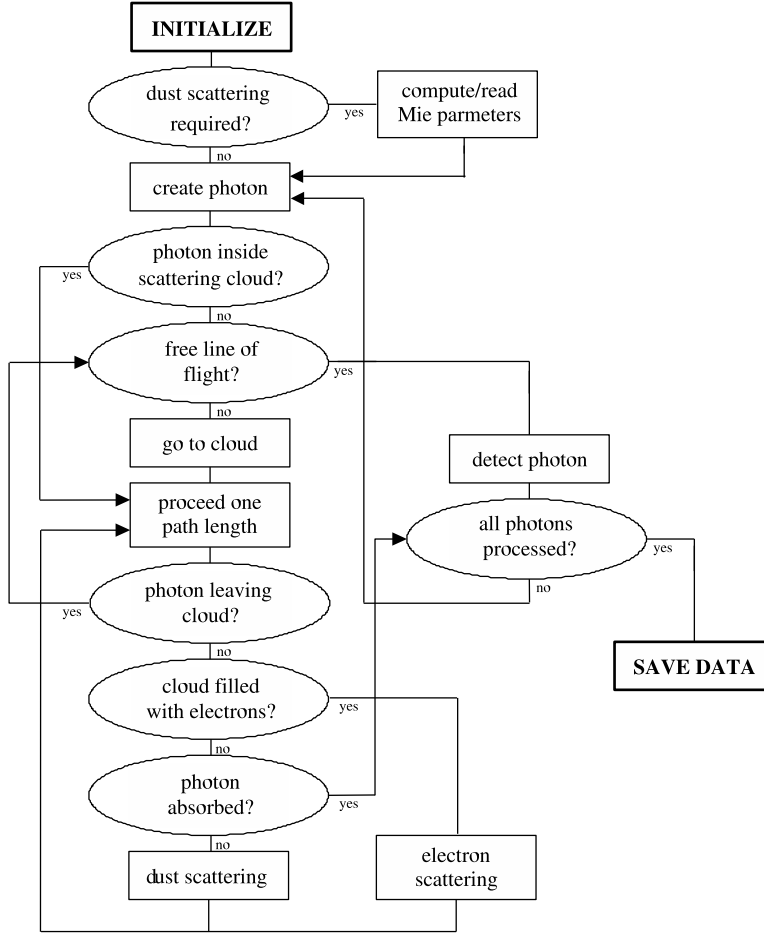 INITIALIZE
dust scattering
required?
yes
compute/read
Mie parmeters
no
create photon
photon inside
scattering cloud?
yes
no
free line of
flight?
yes
no
go to cloud
detect photon
proceed one
path length
all photons
processed?
yes
no
photon leaving
cloud?
yes
no
SAVE DATA
cloud filled
with electrons?
yes
no
photon
absorbed?
yes
no
dust scattering
electron
scattering